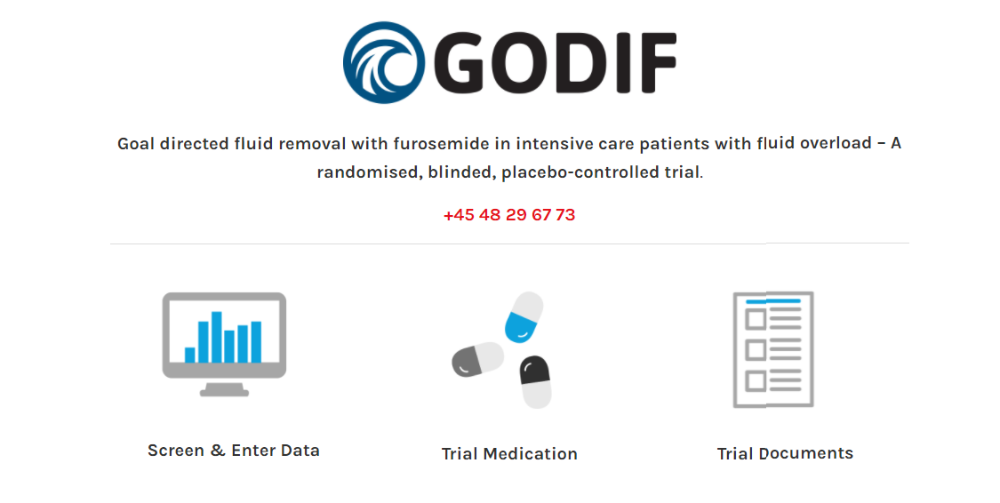 GODIF
Goal directed fluid removal with furosemide in intensive care patients with fluid overload – A
randomised, blinded, placebo-controlled trial.
+45 48 29 67 73
Screen & Enter Data
Trial Medication
Trial Documents